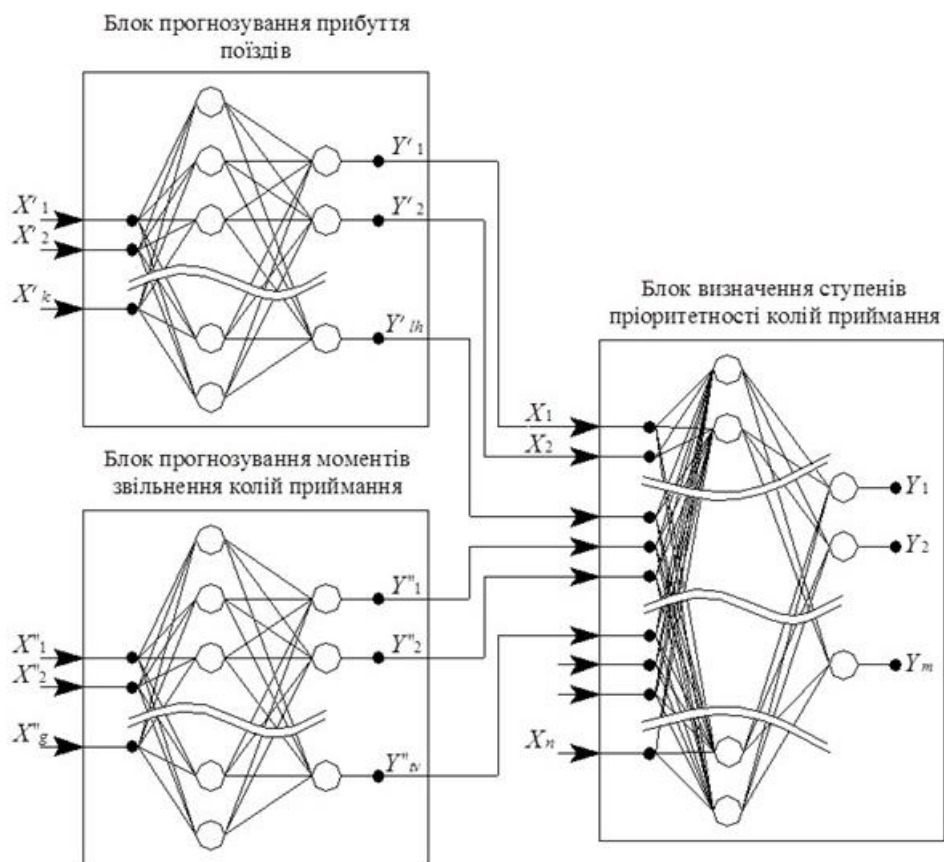 Блок прогнозування прибуття
поїздів
X'1
X'2
X'k
Y'1
Y'2
Y'lh
Блок прогнозування моментів
звільнення колій приймання
X"1
X"2
X"g
Y"1
Y"2
Y"tv
Блок визначення ступенів
пріоритетності колій приймання
X1
X2
Xn
Y1
Y2
Ym